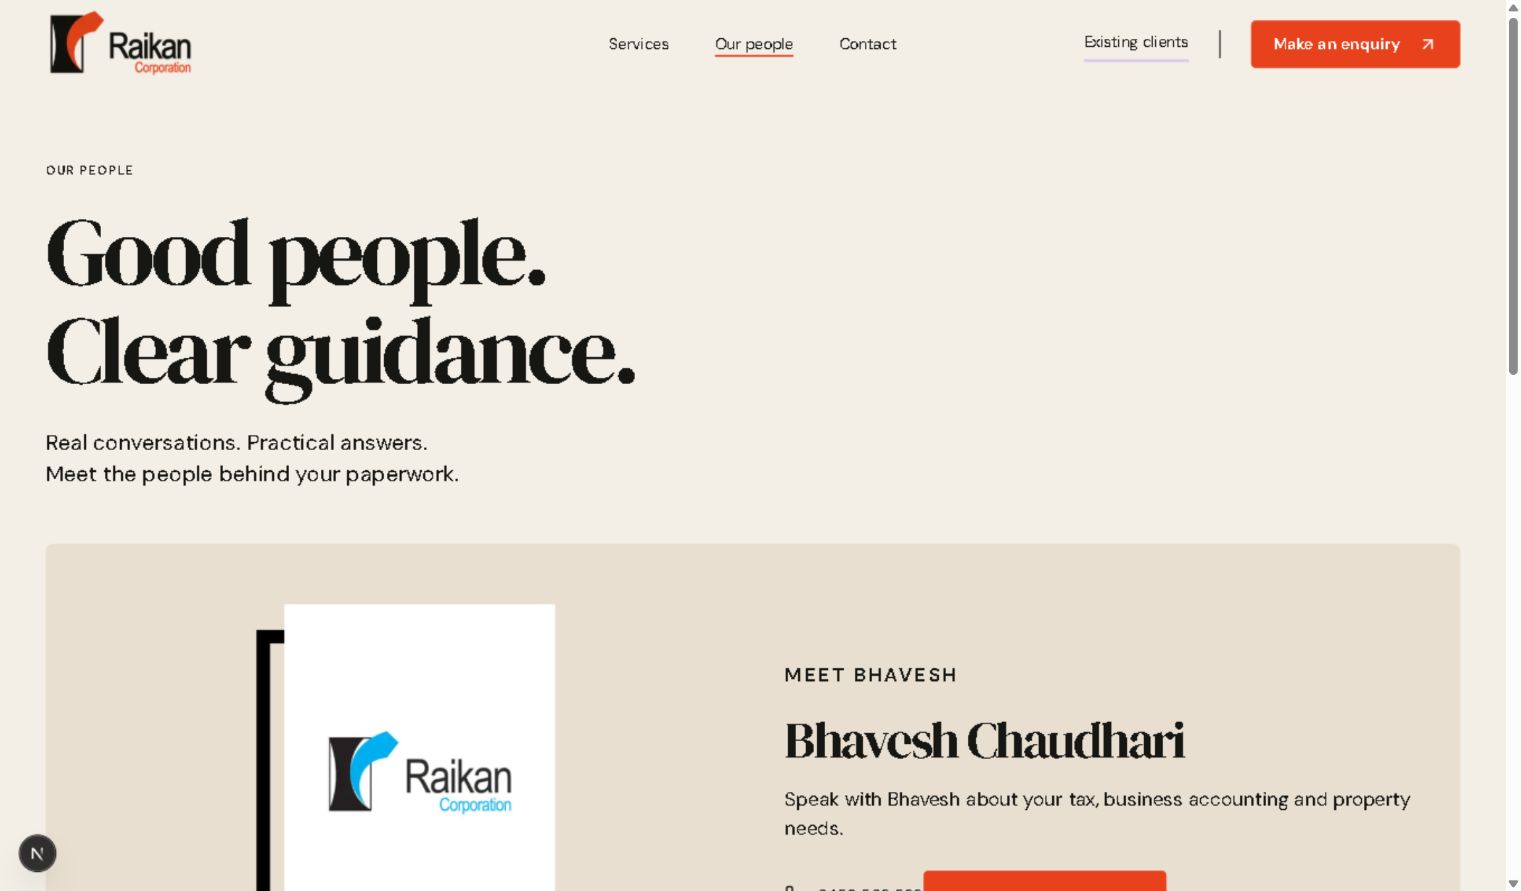 Raikan
Corporation
Services
Our people
Contact
Existing clients
Make an enquiry
OUR PEOPLE
Good people.
Clear guidance.
Real conversations. Practical answers.
Meet the people behind your paperwork.
Raikan
Corporation
MEET BHAVESH
Bhavesh Chaudhari
Speak with Bhavesh about your tax, business accounting and property
needs.
N